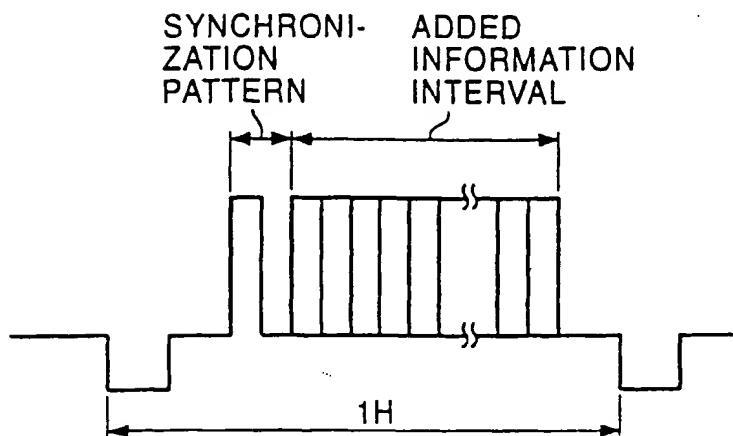 SYNCHRONI-
ZATION
PATTERN
ADDED
INFORMATION
INTERVAL
1H